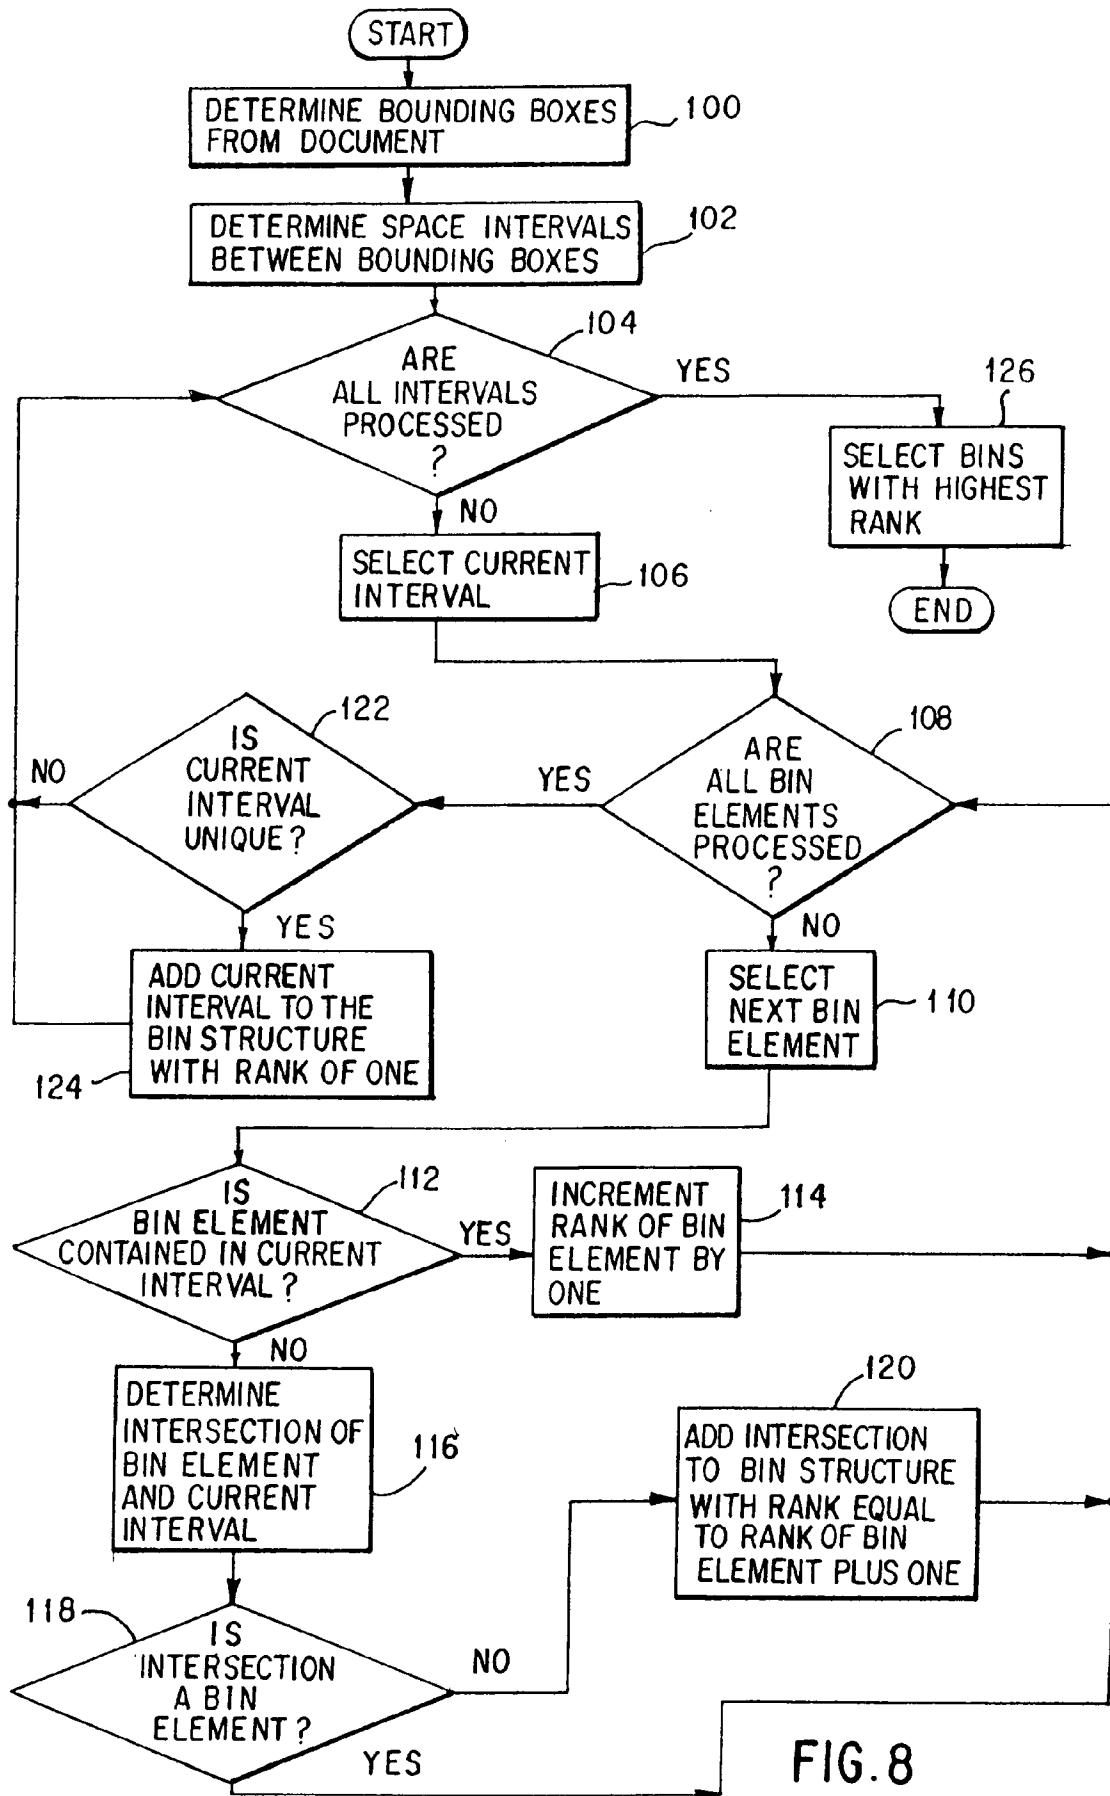 START
DETERMINE BOUNDING BOXES
FROM DOCUMENT
100
DETERMINE SPACE INTERVALS
BETWEEN BOUNDING BOXES
102
104
ARE
ALL INTERVALS
PROCESSED
?
YES
126
SELECT BINS
WITH HIGHEST
RANK
END
NO
SELECT CURRENT
INTERVAL
106
122
IS
CURRENT
INTERVAL
UNIQUE?
NO
YES
108
ARE
ALL BIN
ELEMENTS
PROCESSED
?
YES
ADD CURRENT
INTERVAL TO THE
BIN STRUCTURE
WITH RANK OF ONE
124
NO
SELECT
NEXT BIN
ELEMENT
110
IS
BIN ELEMENT
CONTAINED IN CURRENT
INTERVAL?
112
YES
INCREMENT
RANK OF BIN
ELEMENT BY
ONE
114
NO
DETERMINE
INTERSECTION OF
BIN ELEMENT
AND CURRENT
INTERVAL
116
120
ADD INTERSECTION
TO BIN STRUCTURE
WITH RANK EQUAL
TO RANK OF BIN
ELEMENT PLUS ONE
118
IS
INTERSECTION
A BIN
ELEMENT?
NO
YES
FIG. 8